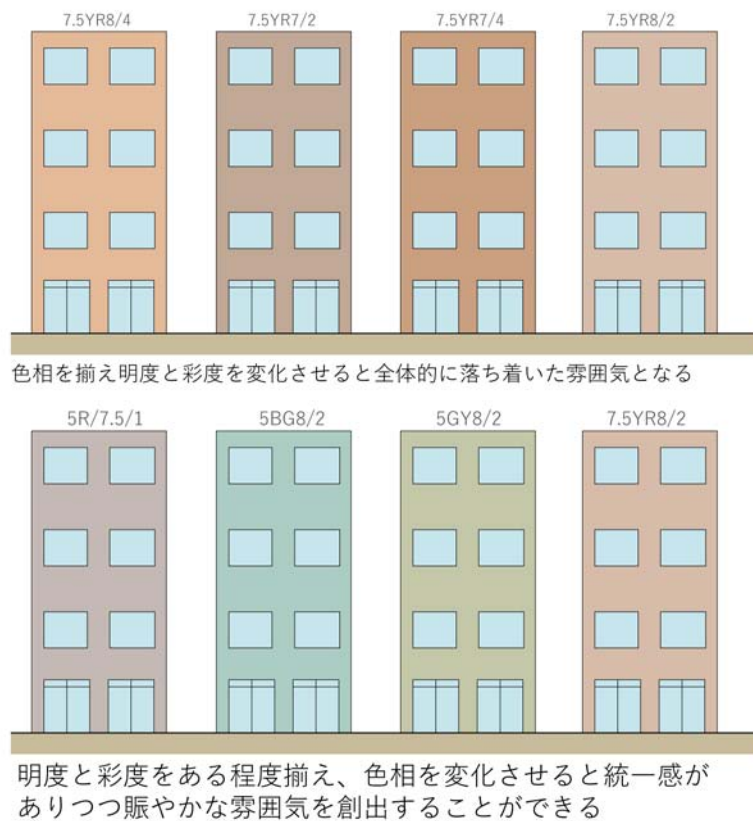 7.5YR8/4 7.5YR7/2 7.5YR7/4 7.5YR8/2
色相を揃え明度と彩度を変化させると全体的に落ち着いた雰囲気となる
5R/7.5/1 5BG8/2 5GY8/2 7.5YR8/2
明度と彩度をある程度揃え、色相を変化させると統一感が
ありつつ賑やかな雰囲気を創出することができる